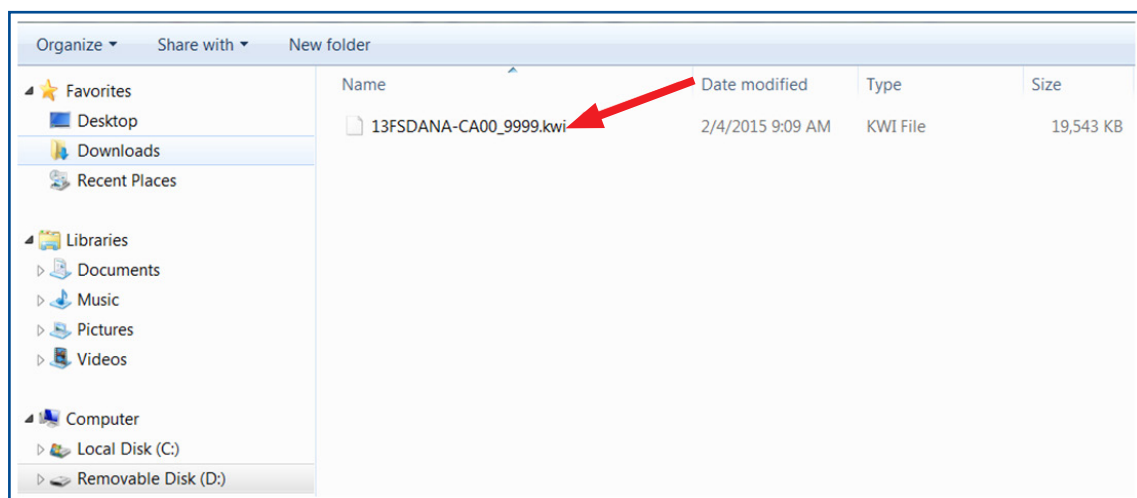 Organize Share with New folder
Name Date modified Type Size
13FSDANA-CA00_9999.kwi 2/4/2015 9:09 AM KWI File 19,543 KB
Favorites
Desktop
Downloads
Recent Places
Libraries
Documents
Music
Pictures
Videos
Computer
Local Disk (C:)
Removable Disk (D:)